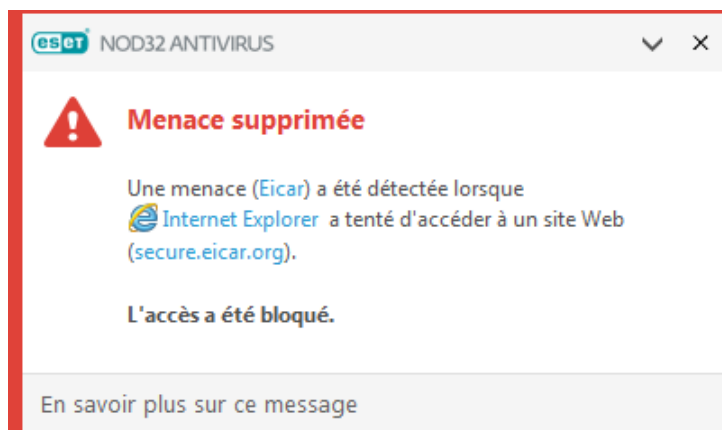 eset NOD32 ANTIVIRUS
Menace supprimée
Une menace (Eicar) a été détectée lorsque
Internet Explorer a tenté d'accéder à un site Web
(secure.eicar.org).
L'accès a été bloqué.
En savoir plus sur ce message